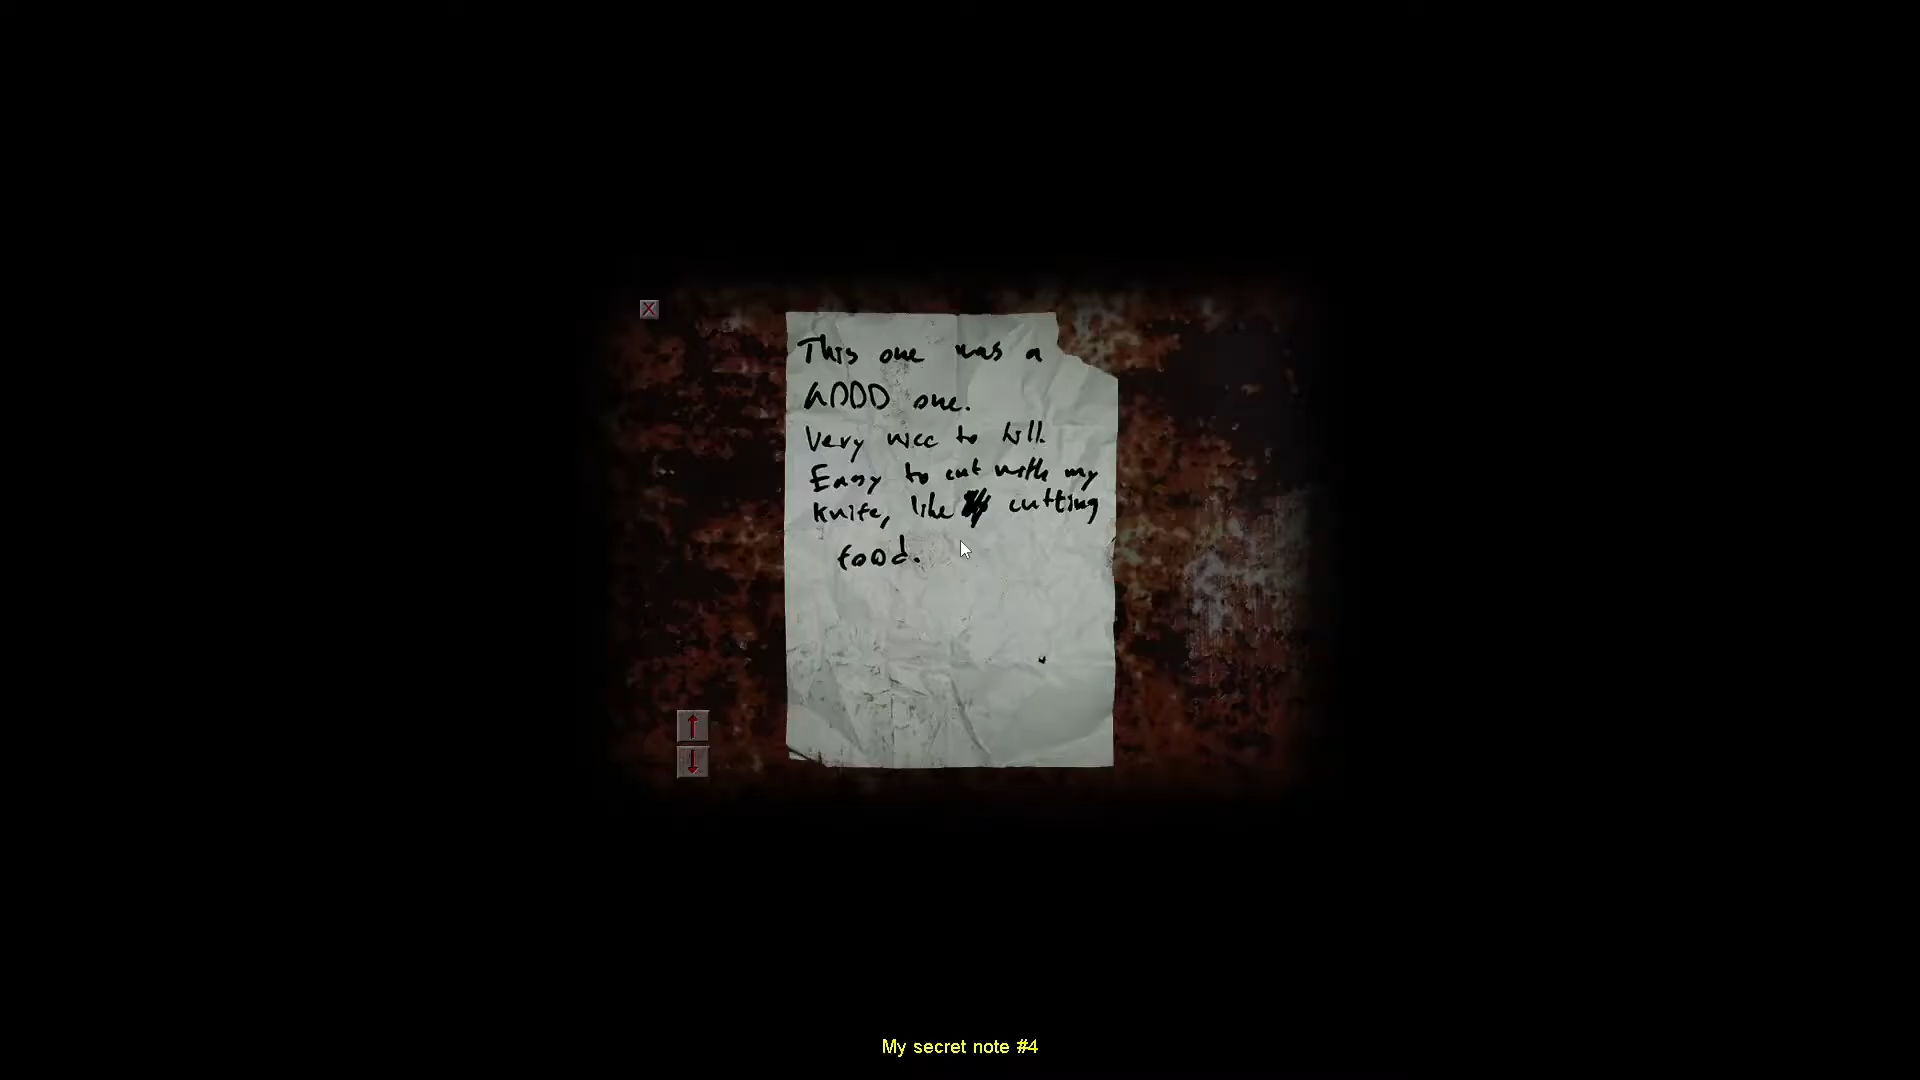 This one was a
GOOD one.
Very nice to kill.
Easy to cut with my
knife, like cutting
food.
My secret note #4